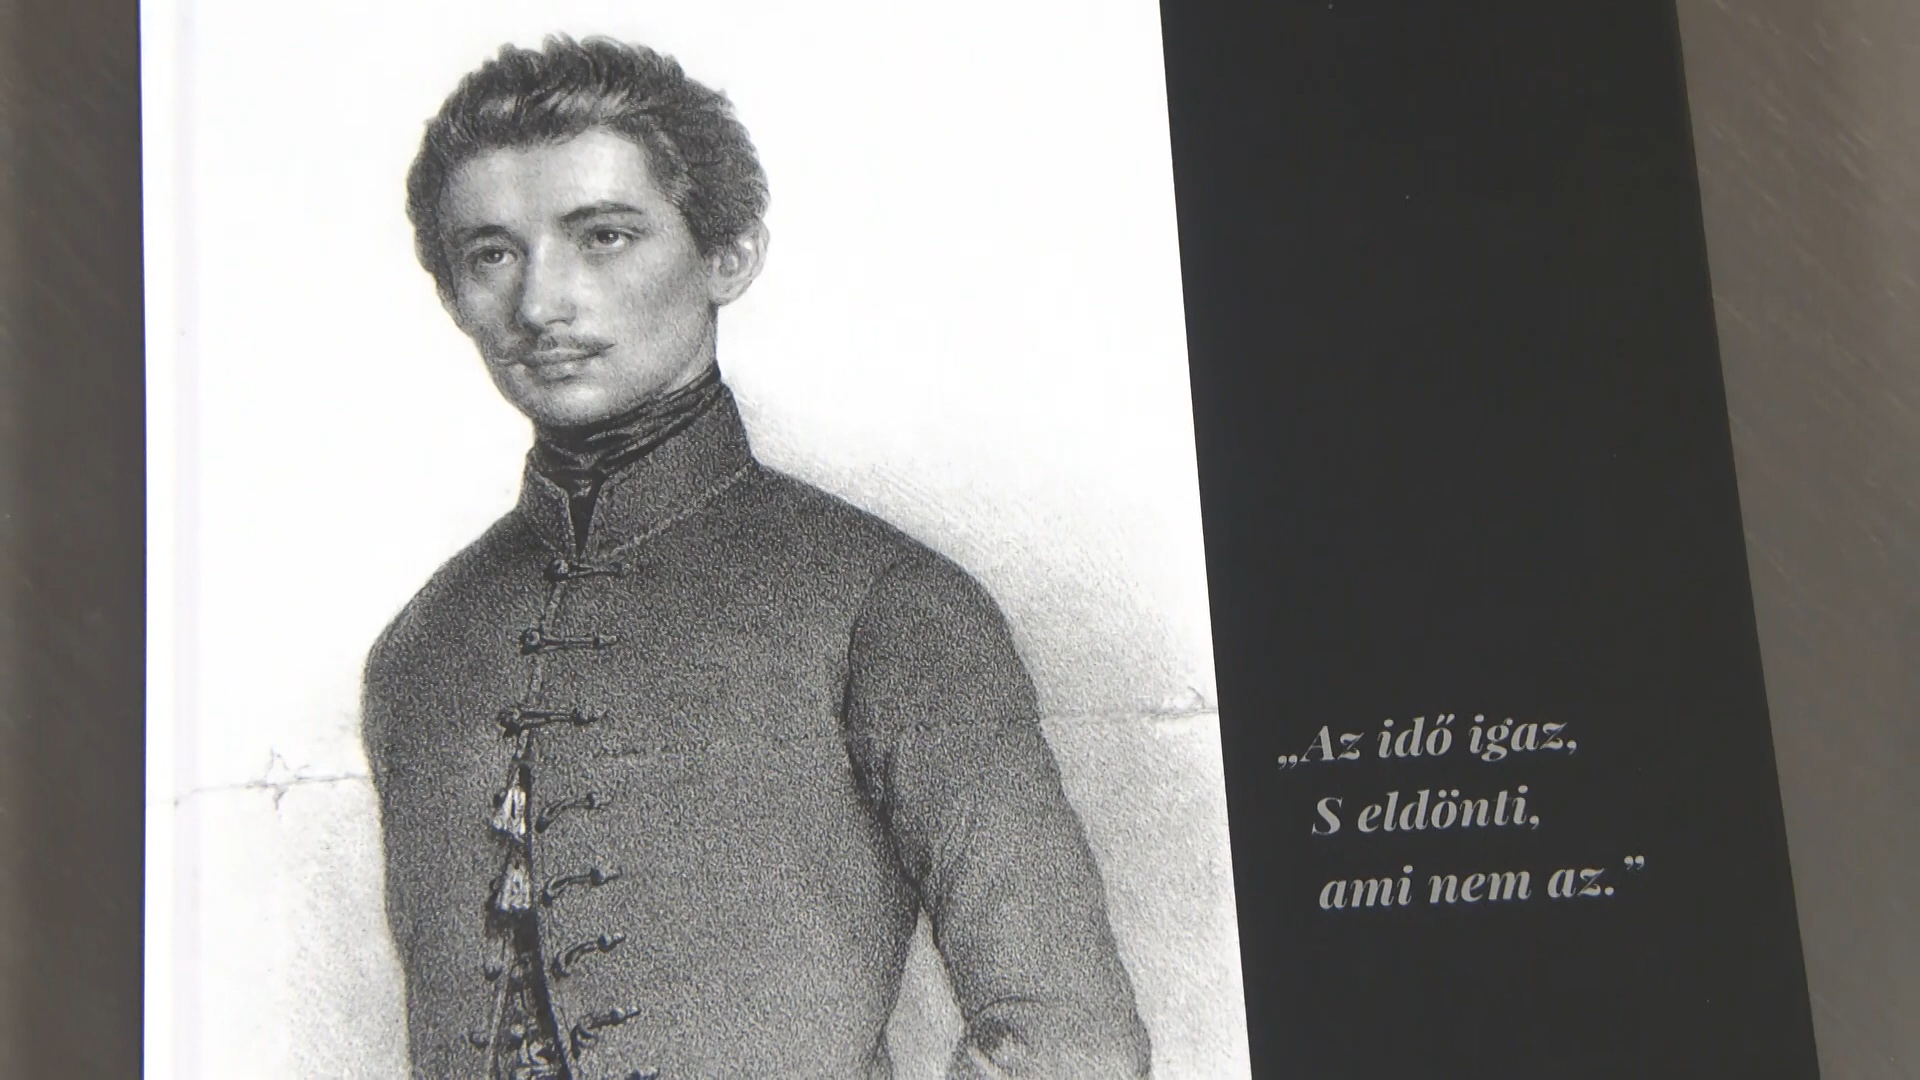 „Az idő igaz,
S eldönti,
ami nem az.”